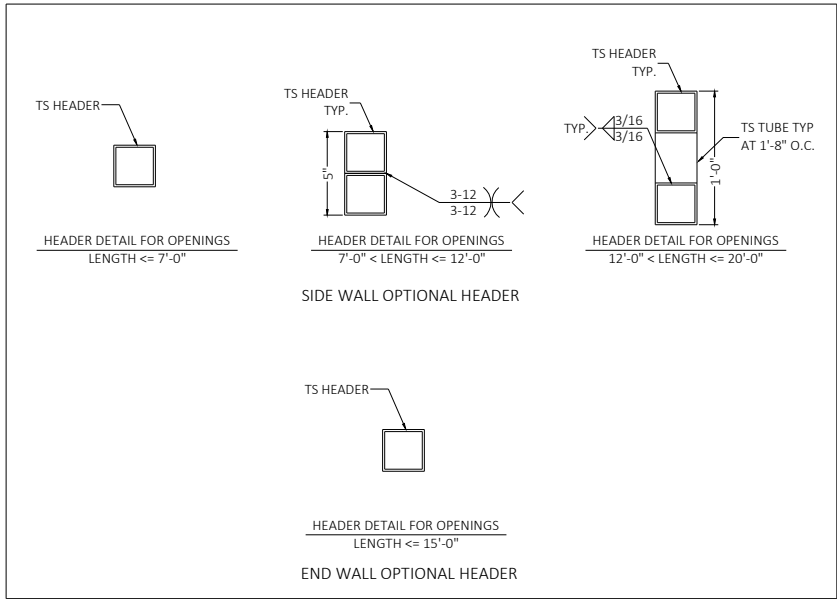 TS HEADER
HEADER DETAIL FOR OPENINGS
LENGTH <= 7'-0"
TS HEADER
TYP.
5"
3-12
3-12
HEADER DETAIL FOR OPENINGS
7'-0" < LENGTH <= 12'-0"
TS HEADER
TYP.
TYP.
3/16
3/16
TS TUBE TYP
AT 1'-8" O.C.
1'-0"
HEADER DETAIL FOR OPENINGS
12'-0" < LENGTH <= 20'-0"
SIDE WALL OPTIONAL HEADER
TS HEADER
HEADER DETAIL FOR OPENINGS
LENGTH <= 15'-0"
END WALL OPTIONAL HEADER